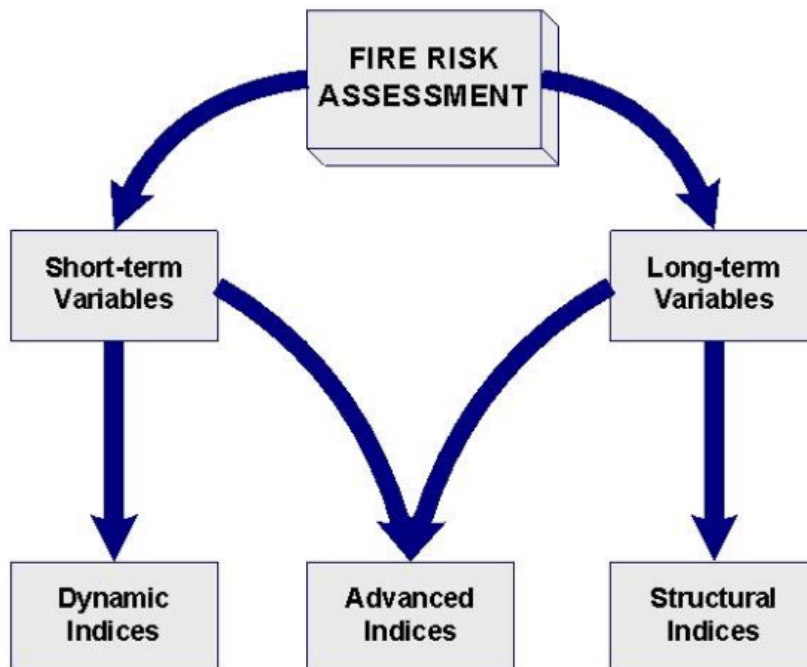 FIRE RISK
ASSESSMENT
Short-term
Variables
Long-term
Variables
Dynamic
Indices
Advanced
Indices
Structural
Indices